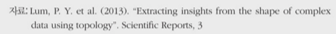 자료: Lum, P. Y. et al. (2013). “Extracting insights from the shape of complex
data using topology”. Scientific Reports, 3